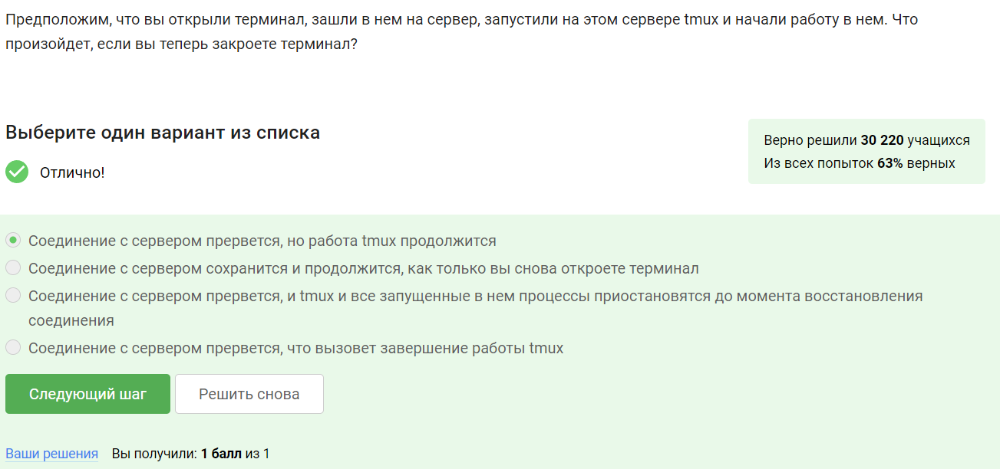 Предположим, что вы открыли терминал, зашли в нем на сервер, запустили на этом сервере tmux и начали работу в нем. Что
произойдет, если вы теперь закроете терминал?
Выберите один вариант из списка
Отлично!
Верно решили 30 220 учащихся
Из всех попыток 63% верных
Соединение с сервером прервется, но работа tmux продолжится
Соединение с сервером сохранится и продолжится, как только вы снова откроете терминал
Соединение с сервером прервется, и tmux и все запущенные в нем процессы приостановятся до момента восстановления
соединения
Соединение с сервером прервется, что вызовет завершение работы tmux
Следующий шаг
Решить снова
Ваши решения Вы получили: 1 балл из 1